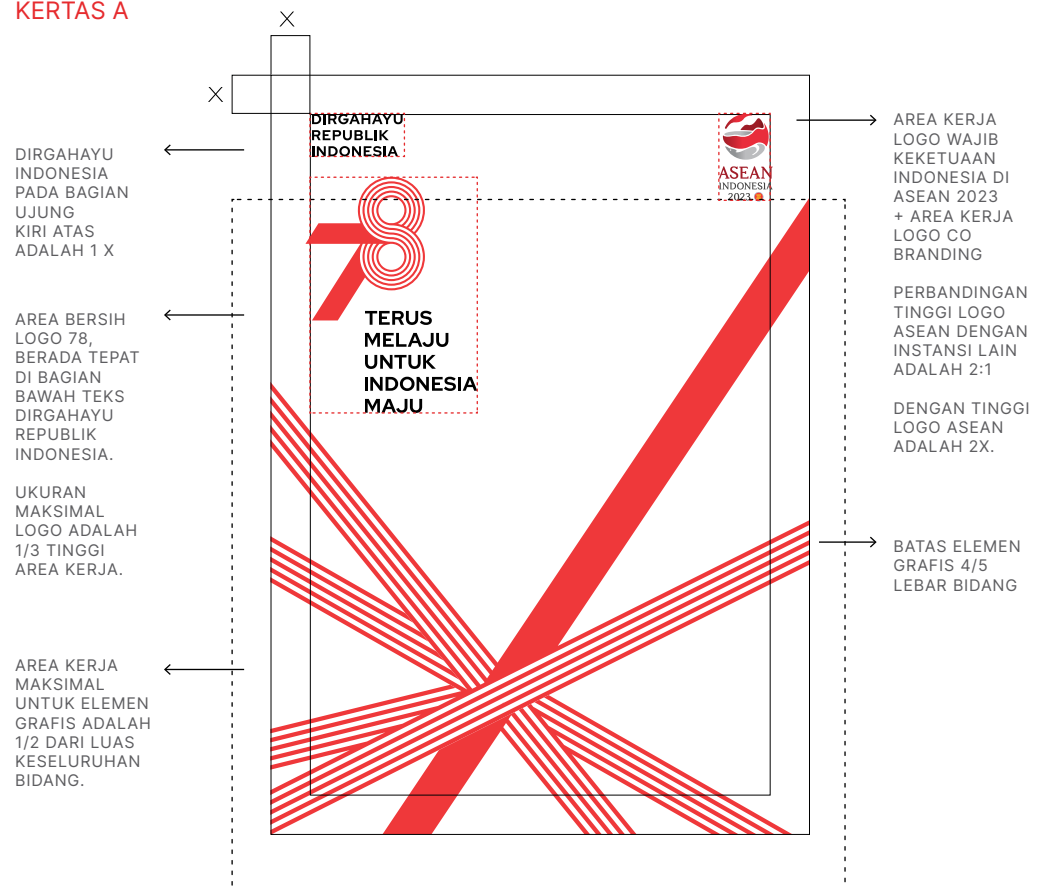 KERTAS A
X
X
DIRGAHAYU
INDONESIA
PADA BAGIAN
UJUNG
KIRI ATAS
ADALAH 1 X
AREA BERSIH
LOGO 78,
BERADA TEPAT
DI BAGIAN
BAWAH TEKS
DIRGAHAYU
REPUBLIK
INDONESIA.
UKURAN
MAKSIMAL
LOGO ADALAH
1/3 TINGGI
AREA KERJA.
AREA KERJA
MAKSIMAL
UNTUK ELEMEN
GRAFIS ADALAH
1/2 DARI LUAS
KESELURUHAN
BIDANG.
DIRGAHAYU
REPUBLIK
INDONESIA
78
TERUS
MELAJU
UNTUK
INDONESIA
MAJU
ASEAN
INDONESIA
2023
AREA KERJA
LOGO WAJIB
KEKETUAAN
INDONESIA DI
ASEAN 2023
+ AREA KERJA
LOGO CO
BRANDING
PERBANDINGAN
TINGGI LOGO
ASEAN DENGAN
INSTANSI LAIN
ADALAH 2:1
DENGAN TINGGI
LOGO ASEAN
ADALAH 2X.
BATAS ELEMEN
GRAFIS 4/5
LEBAR BIDANG